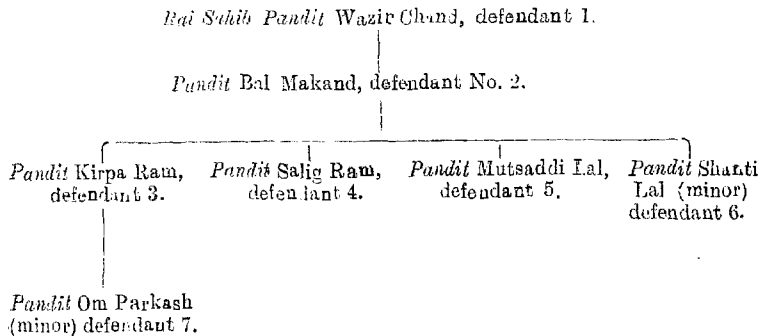 Rai Sahib Pandit Wazir Chand, defendant 1.
Pandit Bal Makand, defendant No. 2.
Pandit Kirpa Ram, defendant 3.
Pandit Salig Ram, defendant 4.
Pandit Mutsaddi Lal, defendant 5.
Pandit Shanti Lal (minor) defendant 6.
Pandit Om Parkash
(minor) defendant 7.